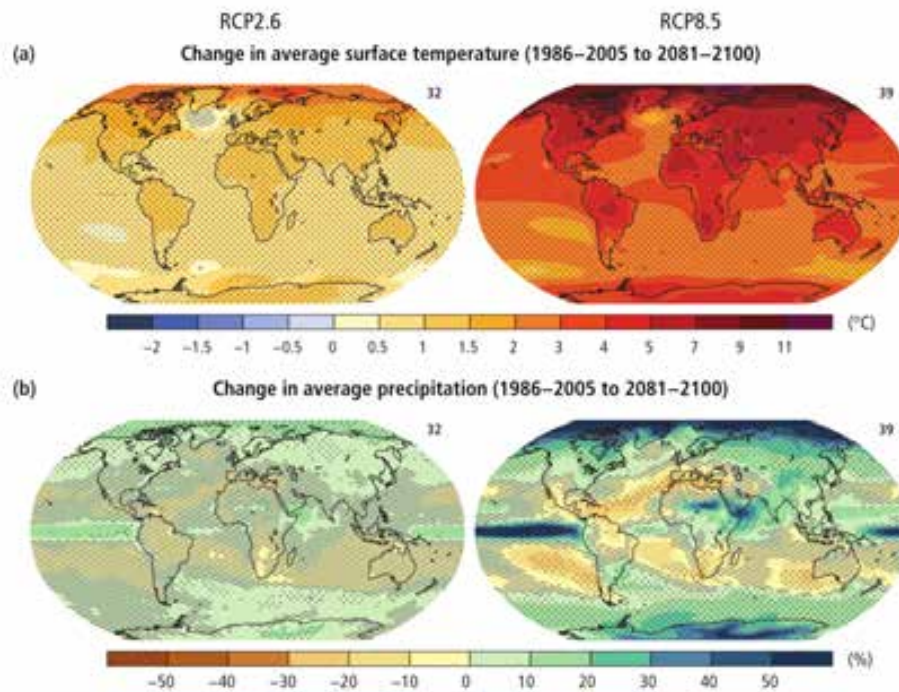 RCP2.6 RCP8.5
(a) Change in average surface temperature (1986–2005 to 2081–2100)
32 39
(°C)
−2 −1.5 −1 −0.5 0 0.5 1 1.5 2 3 4 5 7 9 11
(b) Change in average precipitation (1986–2005 to 2081–2100)
32 39
(%)
−50 −40 −30 −20 −10 0 10 20 30 40 50